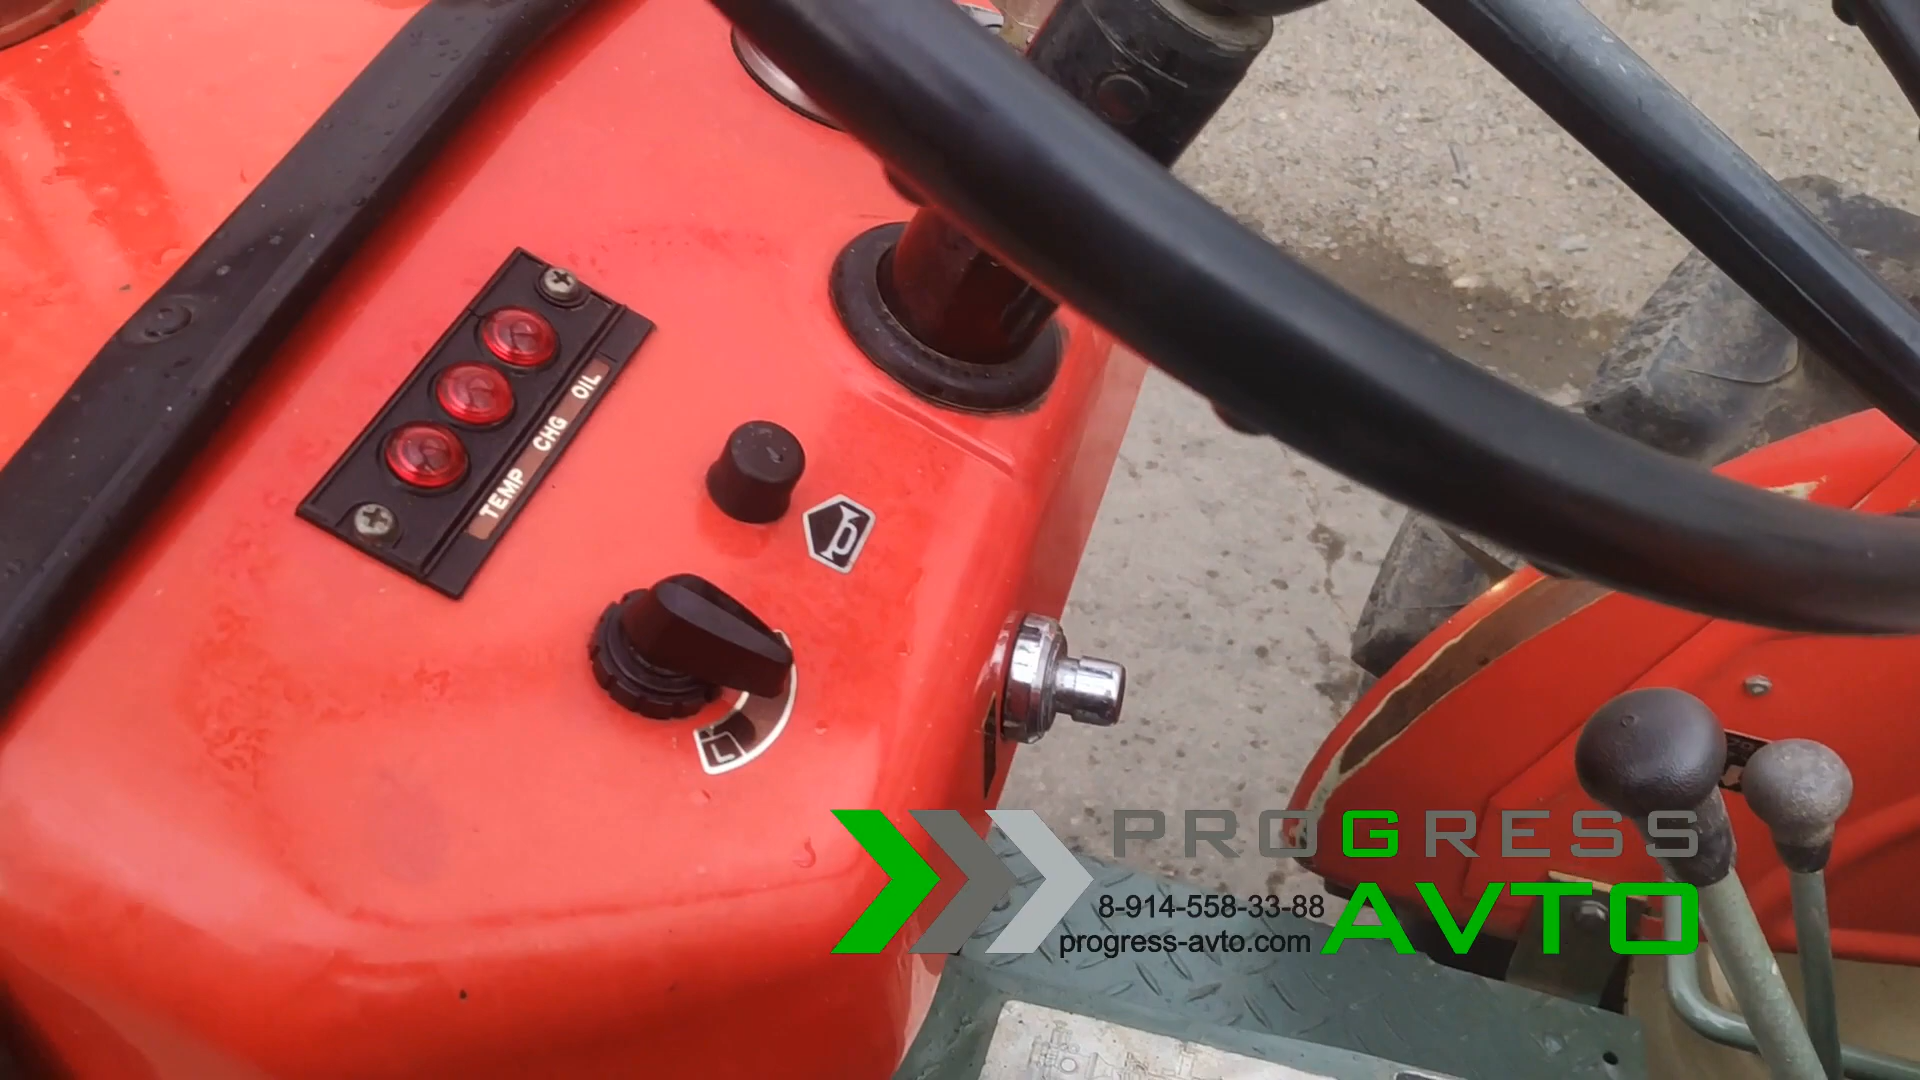 TEMP CHG OIL
L
PROGRESS
AVTO
8-914-558-33-88
progress-avto.com